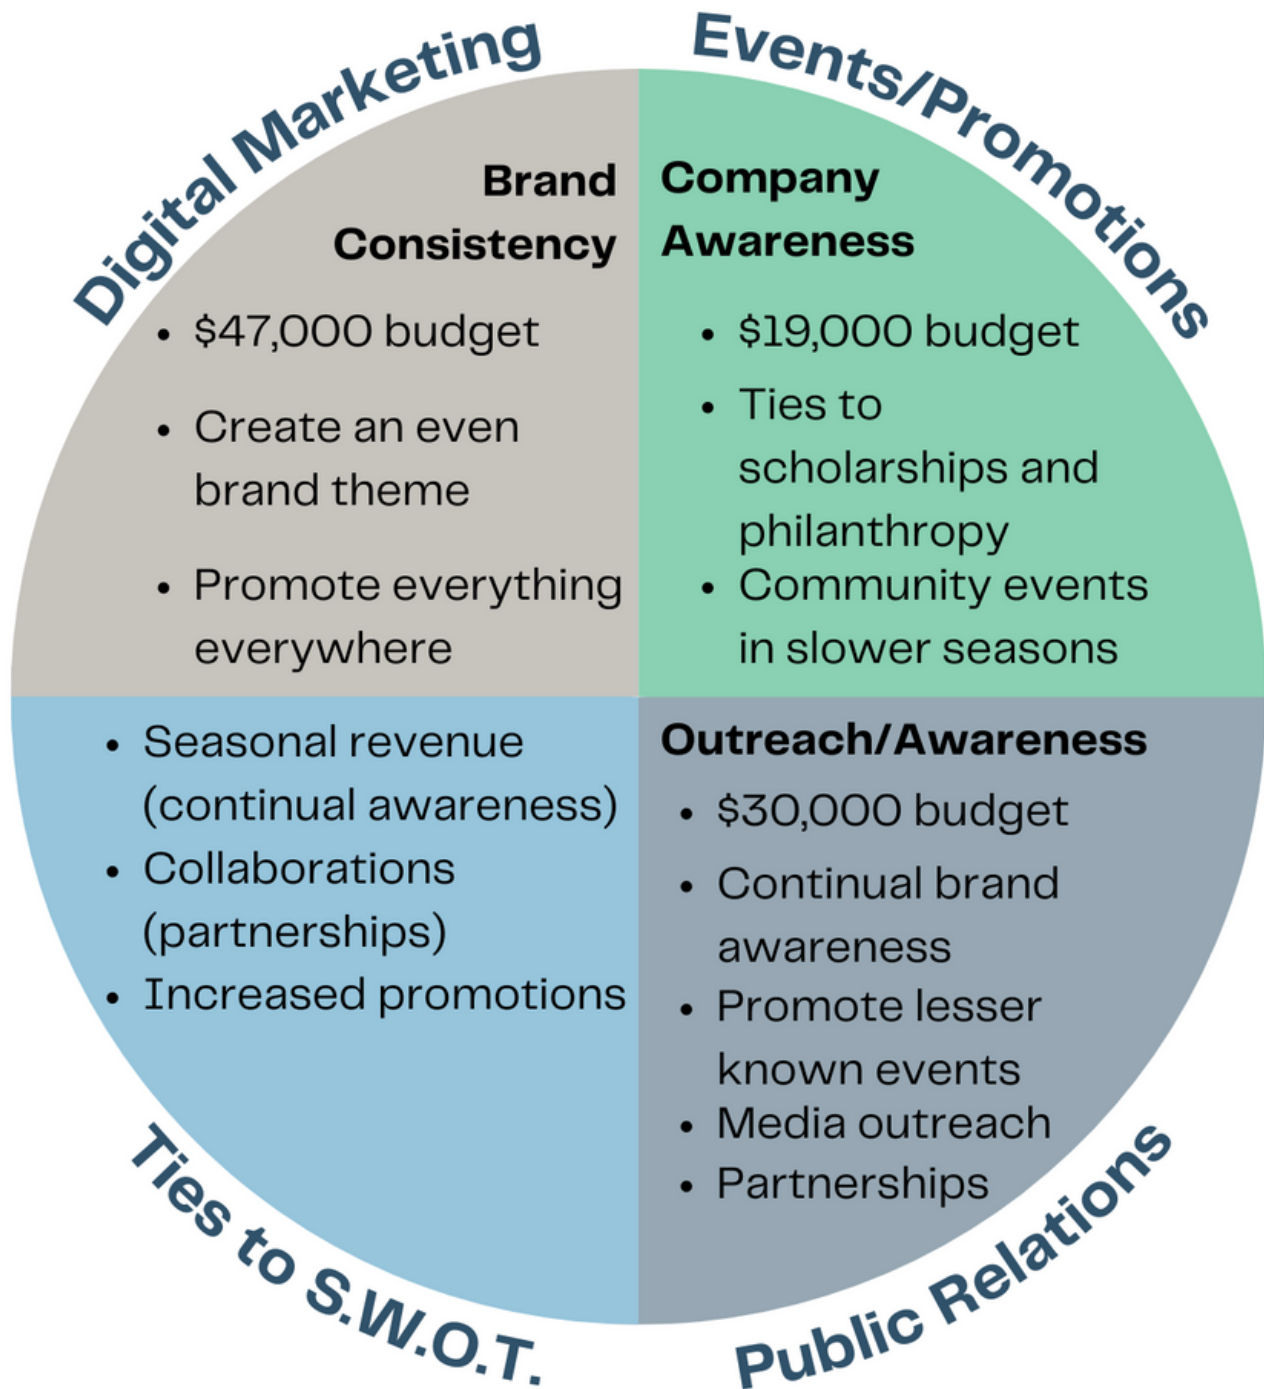 Digital Marketing
Brand
Consistency
• $47,000 budget
• Create an even
brand theme
• Promote everything
everywhere
Events/Promotions
Company
Awareness
• $19,000 budget
• Ties to
scholarships and
philanthropy
• Community events
in slower seasons
• Seasonal revenue
(continual awareness)
• Collaborations
(partnerships)
• Increased promotions
Ties to S.W.O.T.
Outreach/Awareness
• $30,000 budget
• Continual brand
awareness
• Promote lesser
known events
• Media outreach
• Partnerships
Public Relations